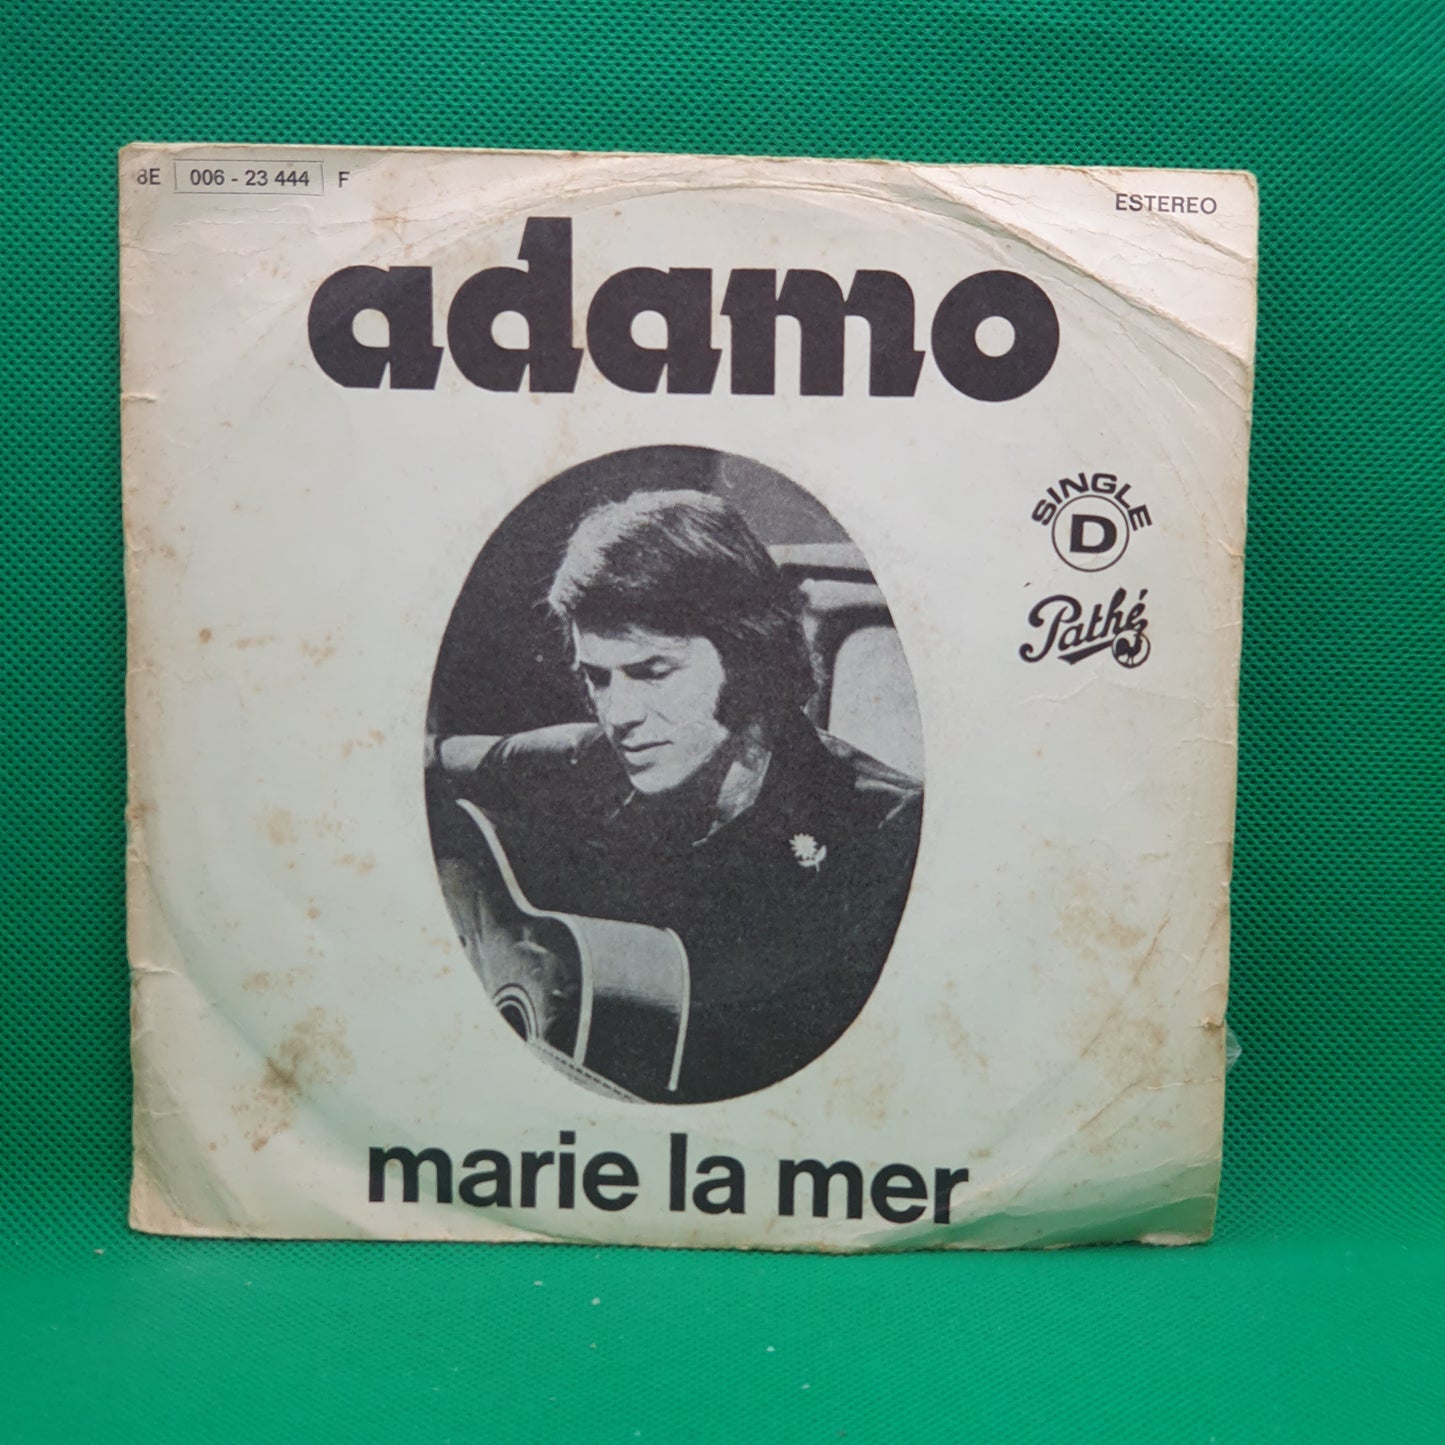 8E 006 - 23 444 F
ESTEREO
adamo
SINGLE
D
Pathé
marie la mer